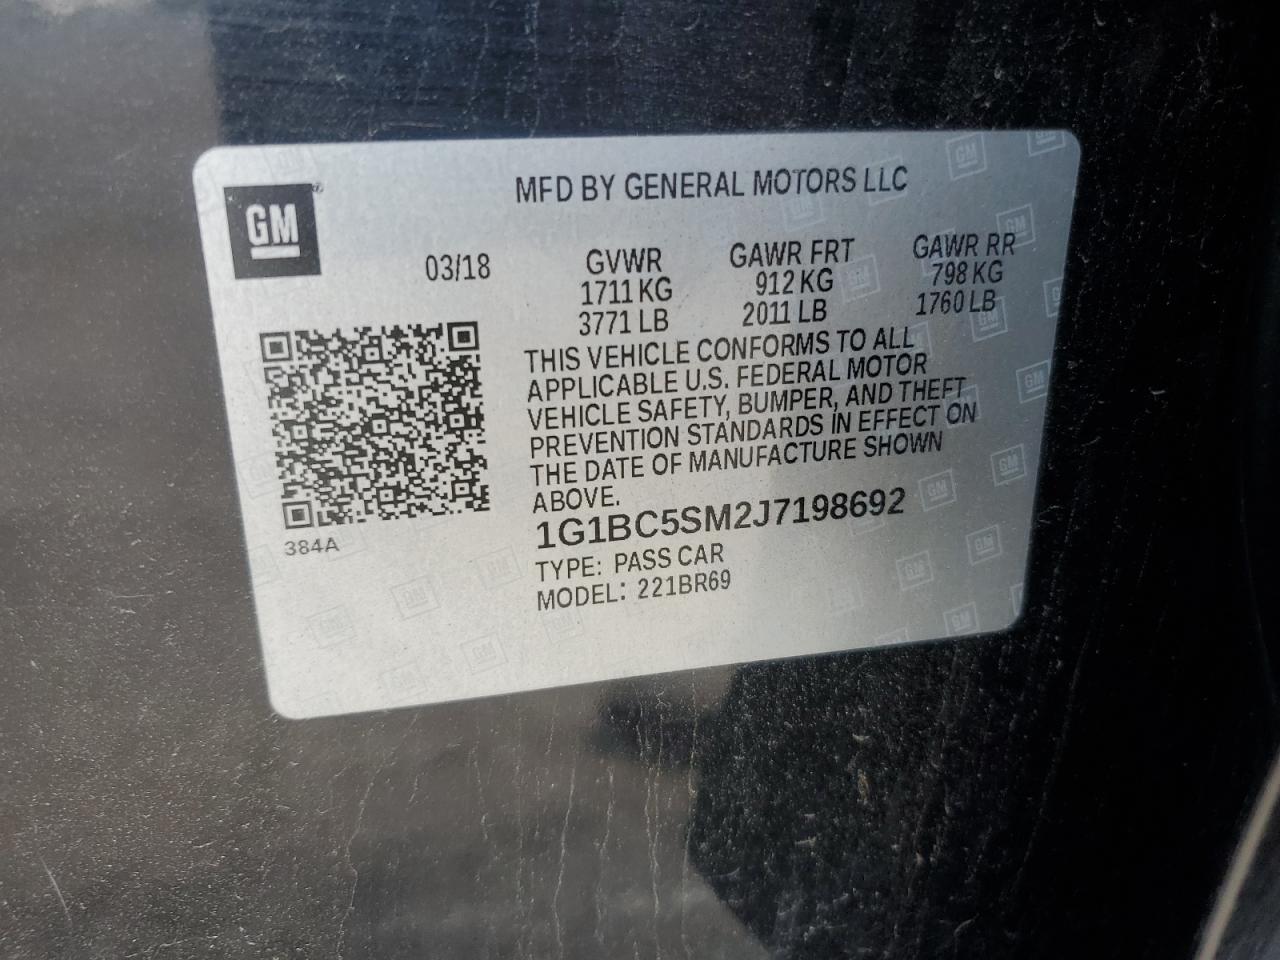 GM®
MFD BY GENERAL MOTORS LLC
03/18
GVWR
1711 KG
3771 LB
GAWR FRT
912 KG
2011 LB
GAWR RR
798 KG
1760 LB
THIS VEHICLE CONFORMS TO ALL
APPLICABLE U.S. FEDERAL MOTOR
VEHICLE SAFETY, BUMPER, AND THEFT
PREVENTION STANDARDS IN EFFECT ON
THE DATE OF MANUFACTURE SHOWN
ABOVE.
1G1BC5SM2J7198692
TYPE: PASS CAR
MODEL: 221BR69
384A